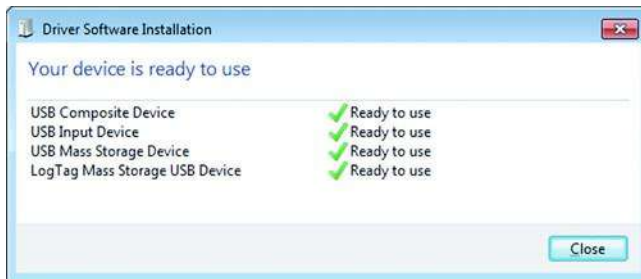 Driver Software Installation
Your device is ready to use
USB Composite Device Ready to use
USB Input Device Ready to use
USB Mass Storage Device Ready to use
LogTag Mass Storage USB Device Ready to use
Close